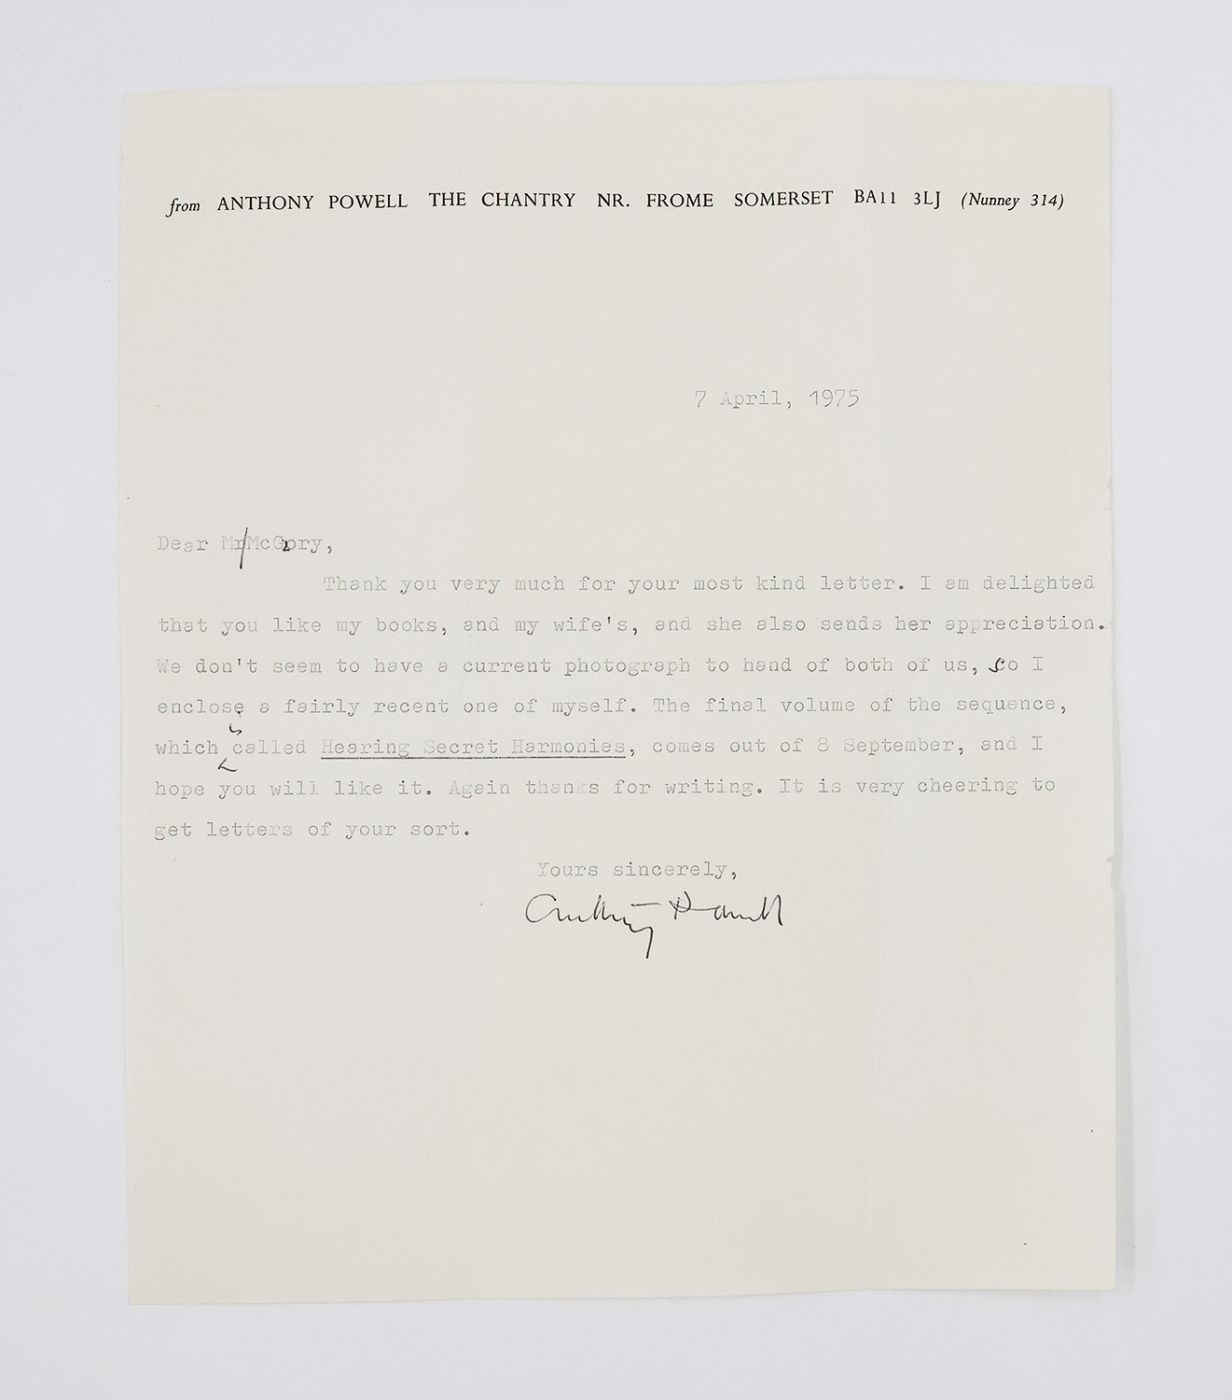 from ANTHONY POWELL THE CHANTRY NR. FROME SOMERSET BA11 3LJ (Nunney 314)
7 April, 1975
Dear Mr/McGory,
Thank you very much for your most kind letter. I am delighted
that you like my books, and my wife's, and she also sends her appreciation.
We don't seem to have a current photograph to hand of both of us, so I
enclose a fairly recent one of myself. The final volume of the sequence,
which is called Hearing Secret Harmonies, comes out of 8 September, and I
hope you will like it. Again thanks for writing. It is very cheering to
get letters of your sort.
Yours sincerely,
Anthony Powell